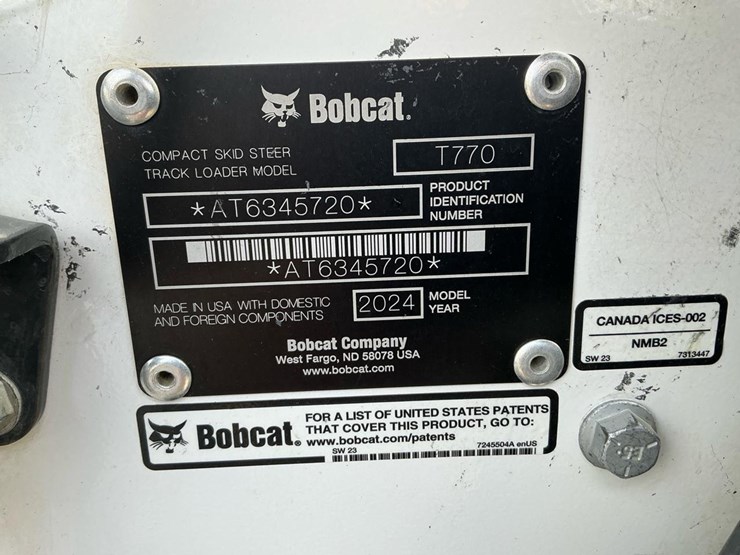 Bobcat.
COMPACT SKID STEER
TRACK LOADER MODEL
T770
*AT6345720*
PRODUCT
IDENTIFICATION
NUMBER
*AT6345720*
MADE IN USA WITH DOMESTIC
AND FOREIGN COMPONENTS
2024
MODEL
YEAR
Bobcat Company
West Fargo, ND 58078 USA
www.bobcat.com
CANADA ICES-002
NMB2
SW 23
7313447
Bobcat.
FOR A LIST OF UNITED STATES PATENTS
THAT COVER THIS PRODUCT, GO TO:
www.bobcat.com/patents
7245504A enUS
SW 23